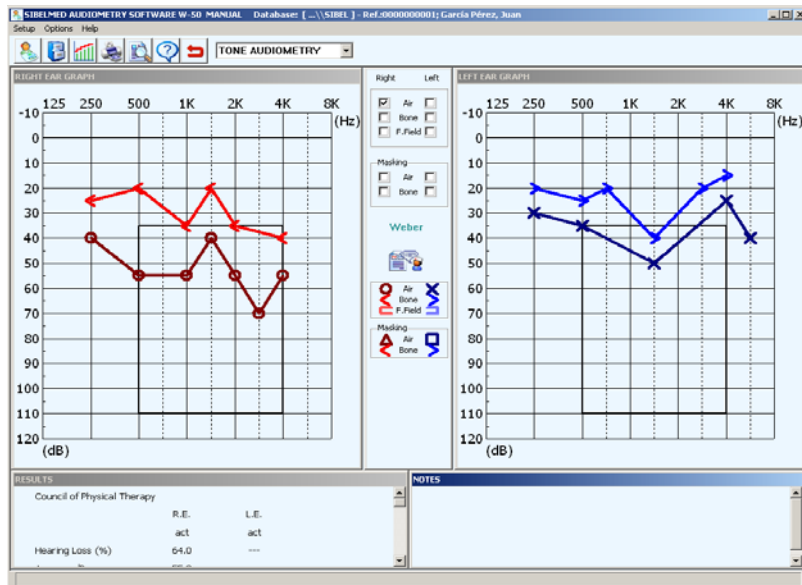 SIBELMED AUDIOMETRY SOFTWARE W-50 MANUAL Database: [ ...\\SIBEL ] - Ref.:0000000001; García Pérez, Juan
Setup Options Help
TONE AUDIOMETRY
RIGHT EAR GRAPH
125 250 500 1K 2K 4K 8K
(Hz)
-10
0
10
20
30
40
50
60
70
80
90
100
110
120
(dB)
Right Left
Air
Bone
F.Field
Masking
Air
Bone
Weber
Air
Bone
F.Field
Masking
Air
Bone
LEFT EAR GRAPH
125 250 500 1K 2K 4K 8K
(Hz)
-10
0
10
20
30
40
50
60
70
80
90
100
110
120
(dB)
RESULTS
Council of Physical Therapy
R.E. L.E.
act act
Hearing Loss (%) 64.0 ---
NOTES